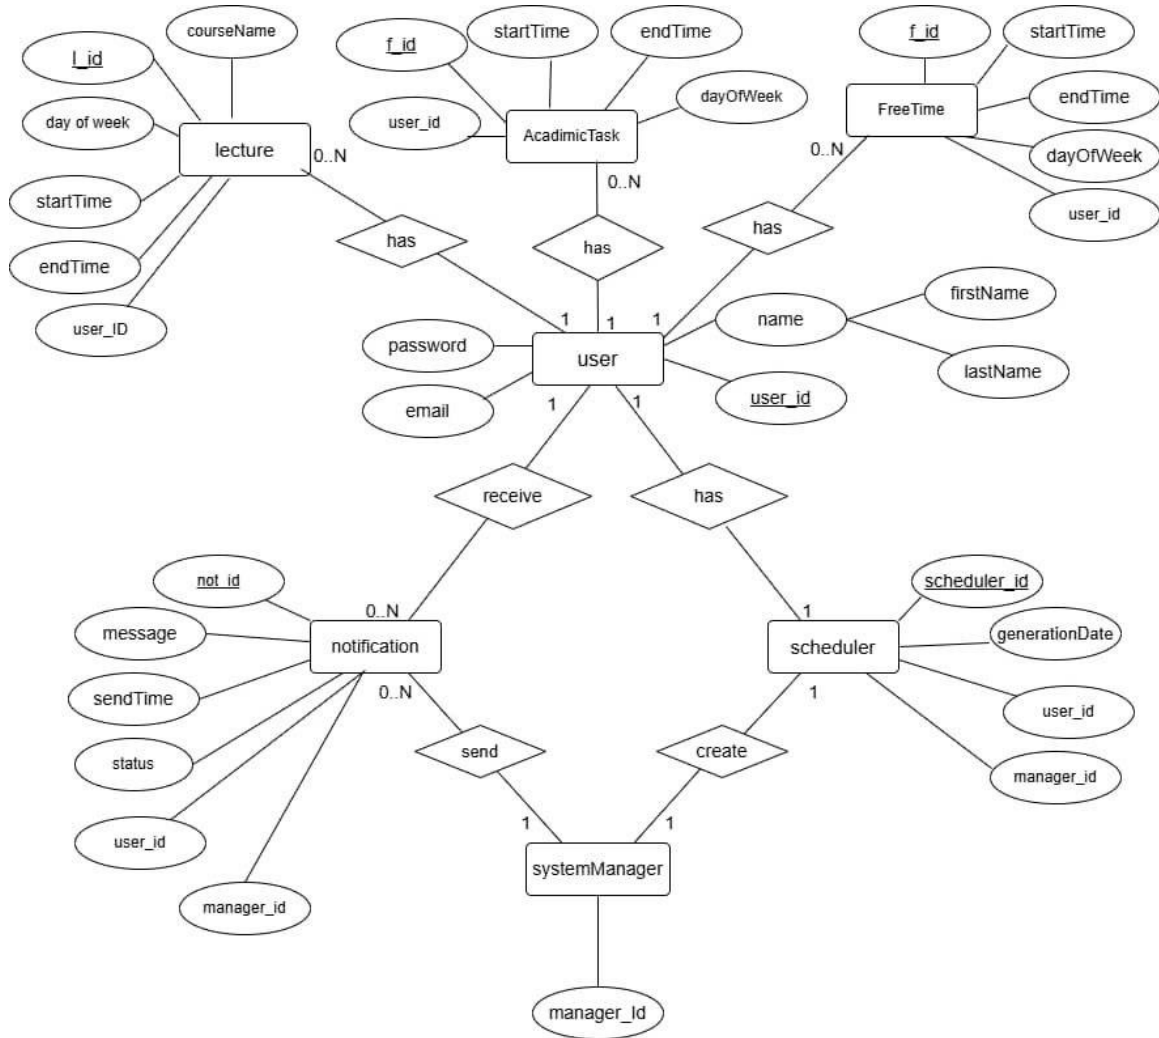 courseName
l_id
day of week
startTime
endTime
user_ID
lecture
0..N
f_id
startTime
endTime
user_id
dayOfWeek
AcadimicTask
0..N
f_id
startTime
endTime
dayOfWeek
user_id
FreeTime
0..N
has
has
has
1
1
1
password
email
user
name
firstName
lastName
user_id
1
1
receive
has
not_id
message
sendTime
status
user_id
manager_id
0..N
notification
0..N
1
scheduler
1
scheduler_id
generationDate
user_id
manager_id
send
create
1
1
systemManager
manager_Id